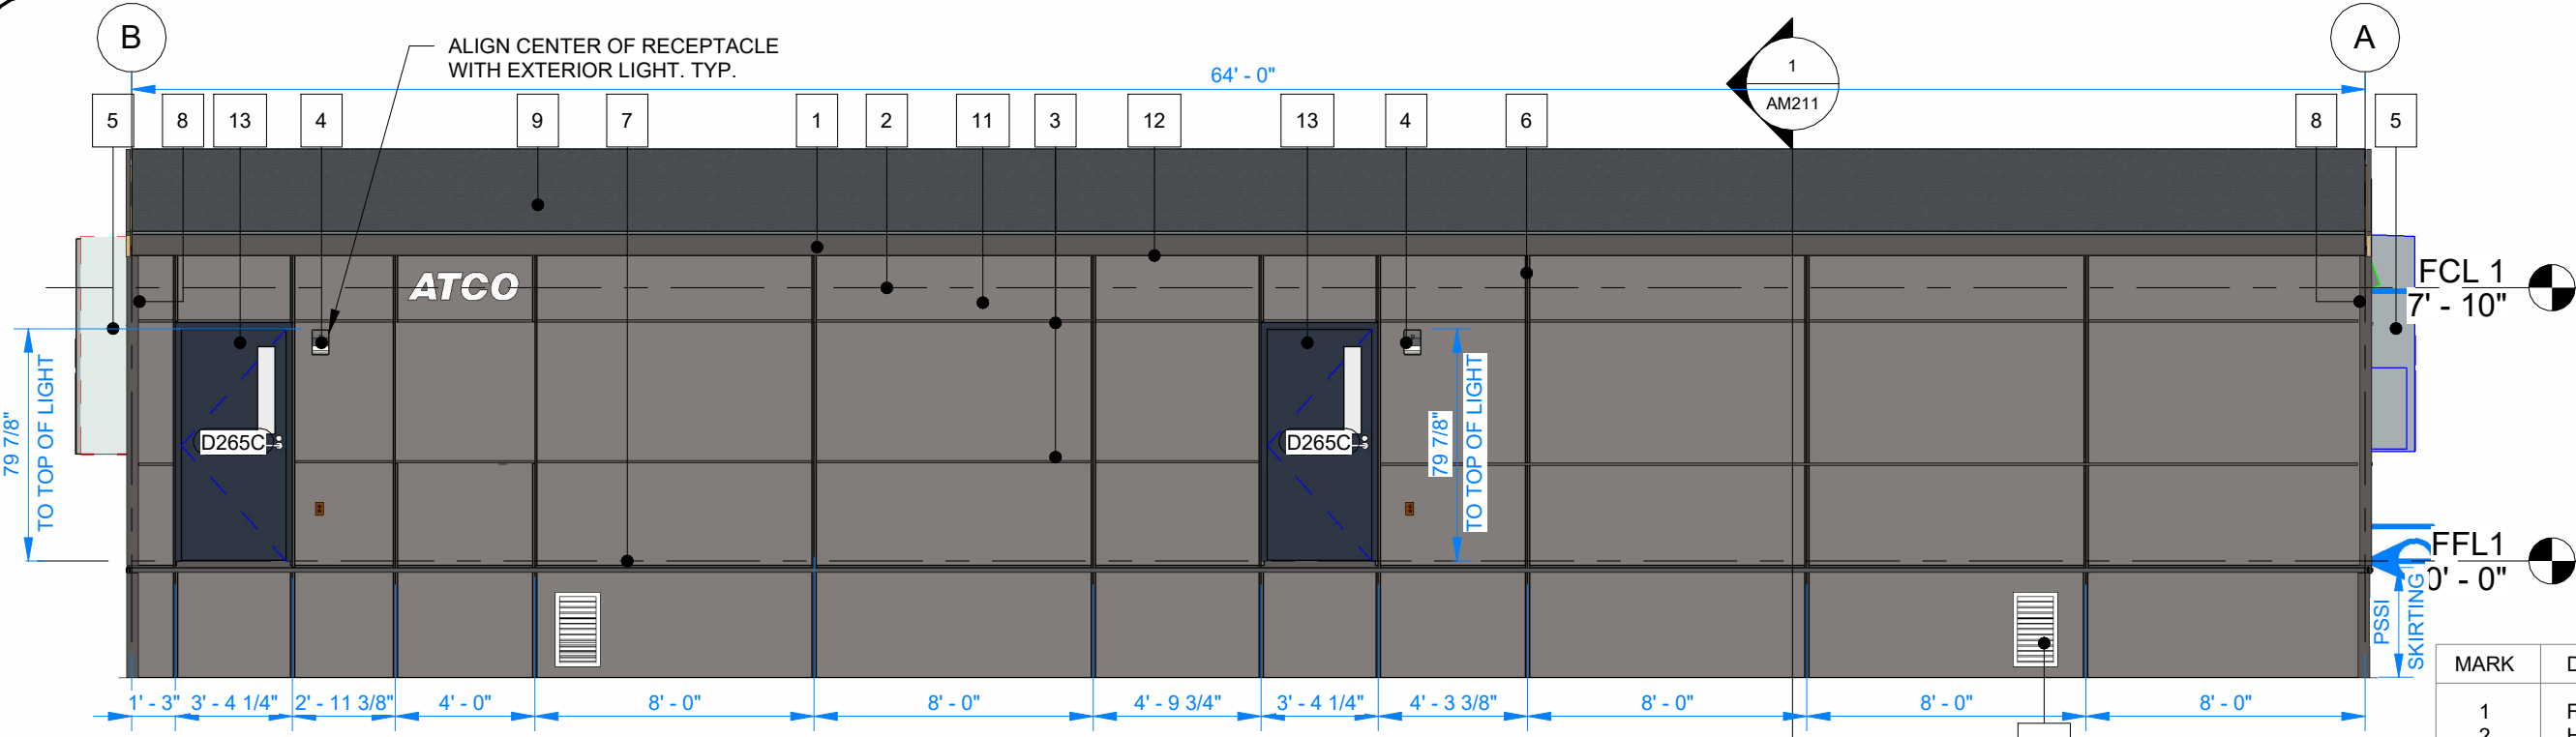 B
A
ALIGN CENTER OF RECEPTACLE
WITH EXTERIOR LIGHT. TYP.
64' - 0"
1
AM211
5
8
13
4
9
7
1
2
11
3
12
13
4
6
8
5
ATCO
FCL 1
7' - 10"
79 7/8"
TO TOP OF LIGHT
D265C
D265C
79 7/8"
TO TOP OF LIGHT
FFL1
0' - 0"
PSSI
SKIRTING
1' - 3"
3' - 4 1/4"
2' - 11 3/8"
4' - 0"
8' - 0"
8' - 0"
4' - 9 3/4"
3' - 4 1/4"
4' - 3 3/8"
8' - 0"
8' - 0"
8' - 0"
MARK
1